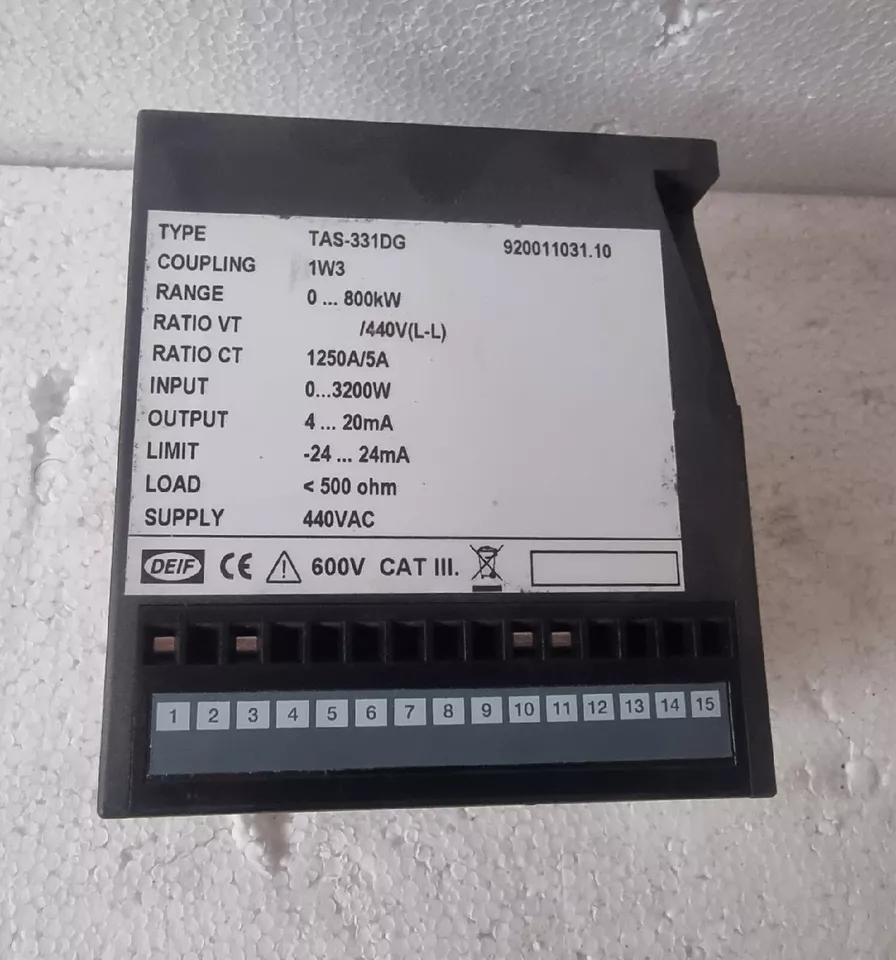 TYPE TAS-331DG 920011031.10
COUPLING 1W3
RANGE 0 ... 800kW
RATIO VT /440V(L-L)
RATIO CT 1250A/5A
INPUT 0...3200W
OUTPUT 4 ... 20mA
LIMIT -24 ... 24mA
LOAD < 500 ohm
SUPPLY 440VAC
DEIF CE 600V CAT III.
1 2 3 4 5 6 7 8 9 10 11 12 13 14 15